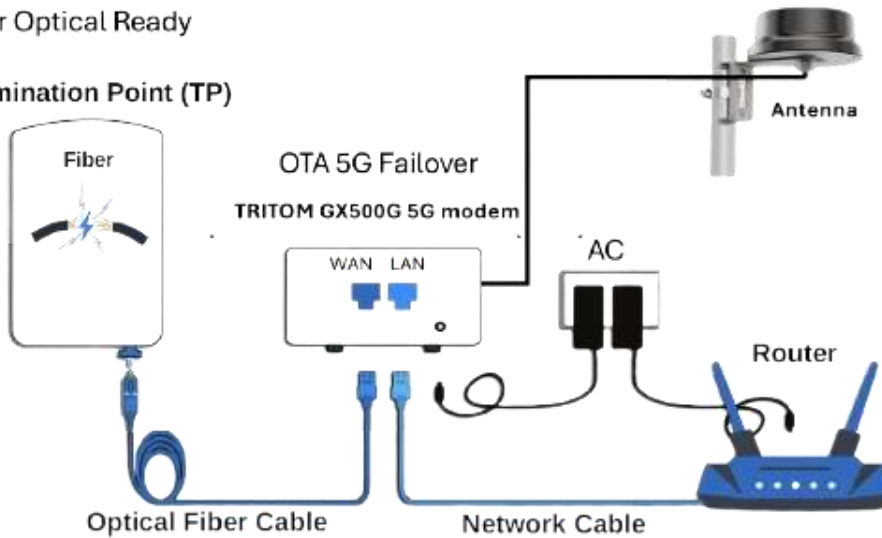 r Optical Ready
mination Point (TP)
Fiber
OTA 5G Failover
TRITOM GX500G 5G modem
WAN LAN
Antenna
AC
Router
Optical Fiber Cable
Network Cable